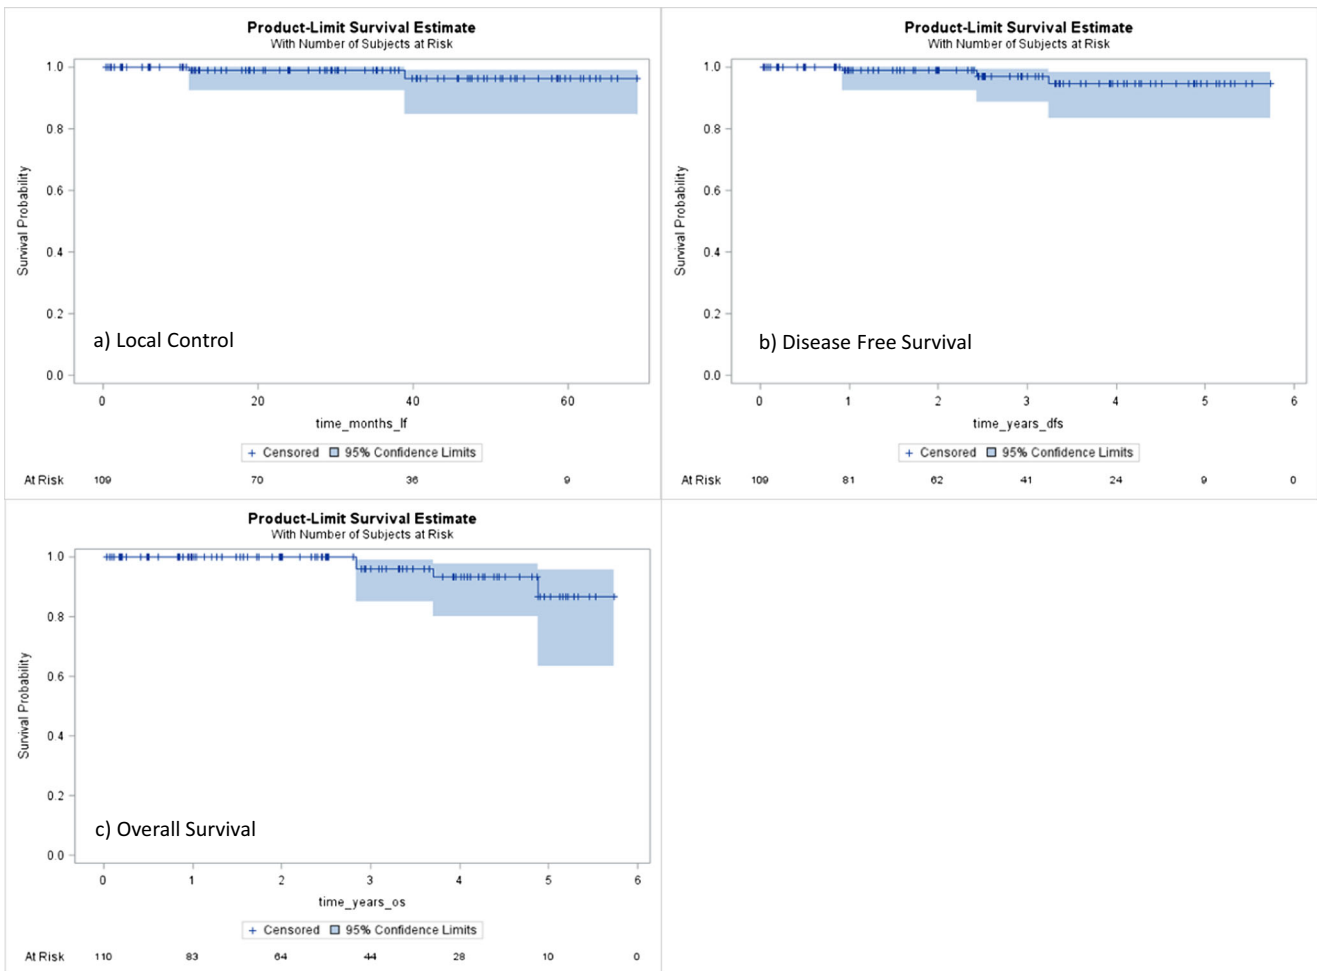 Product-Limit Survival Estimate
With Number of Subjects at Risk
1.0
0.8
0.6
0.4
0.2
0.0
Survival Probability
a) Local Control
0 20 40 60
time_months_lf
+ Censored 95% Confidence Limits
At Risk 109 70 36 9
Product-Limit Survival Estimate
With Number of Subjects at Risk
1.0
0.8
0.6
0.4
0.2
0.0
Survival Probability
b) Disease Free Survival
0 1 2 3 4 5 6
time_years_dfs
+ Censored 95% Confidence Limits
At Risk 109 81 62 41 24 9 0
Product-Limit Survival Estimate
With Number of Subjects at Risk
1.0
0.8
0.6
0.4
0.2
0.0
Survival Probability
c) Overall Survival
0 1 2 3 4 5 6
time_years_os
+ Censored 95% Confidence Limits
At Risk 110 83 64 44 28 10 0